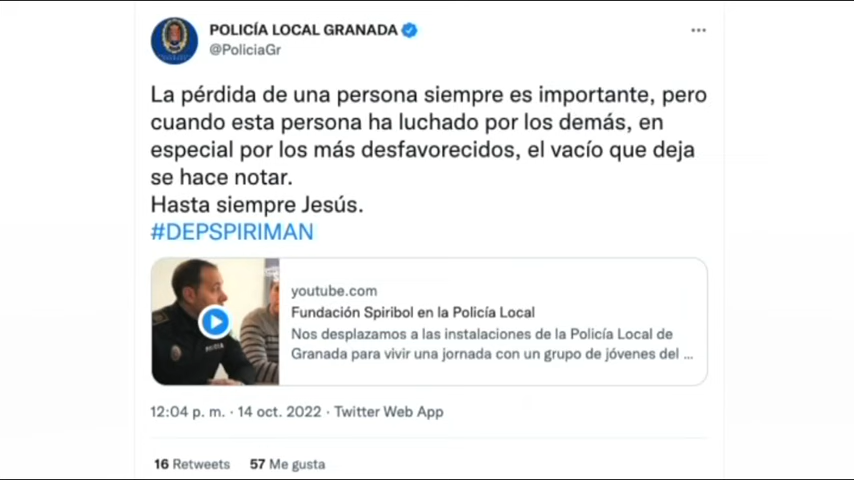 POLICÍA LOCAL GRANADA
@PoliciaGr
La pérdida de una persona siempre es importante, pero
cuando esta persona ha luchado por los demás, en
especial por los más desfavorecidos, el vacío que deja
se hace notar.
Hasta siempre Jesús.
#DEPSPIRIMAN
youtube.com
Fundación Spiribol en la Policía Local
Nos desplazamos a las instalaciones de la Policía Local de
Granada para vivir una jornada con un grupo de jóvenes del ...
POLICIA
12:04 p. m. · 14 oct. 2022 · Twitter Web App
16 Retweets 57 Me gusta